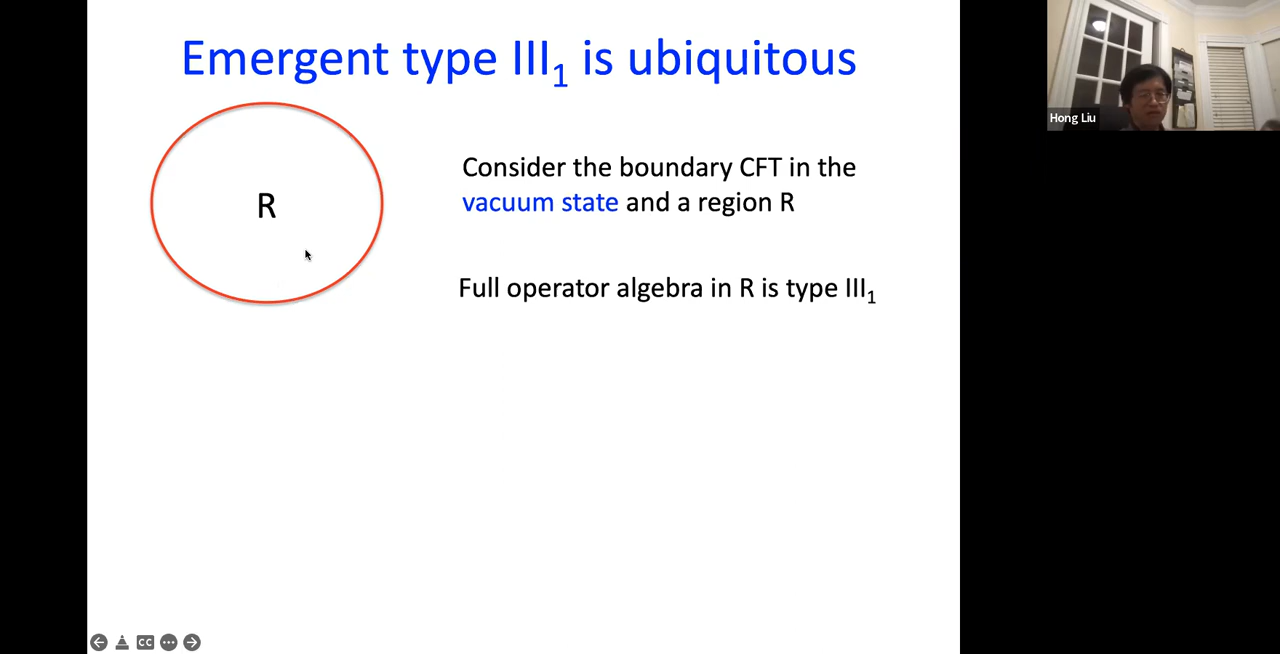 Emergent type III₁ is ubiquitous
R
Consider the boundary CFT in the
vacuum state and a region R
Full operator algebra in R is type III₁
Hong Liu
CC